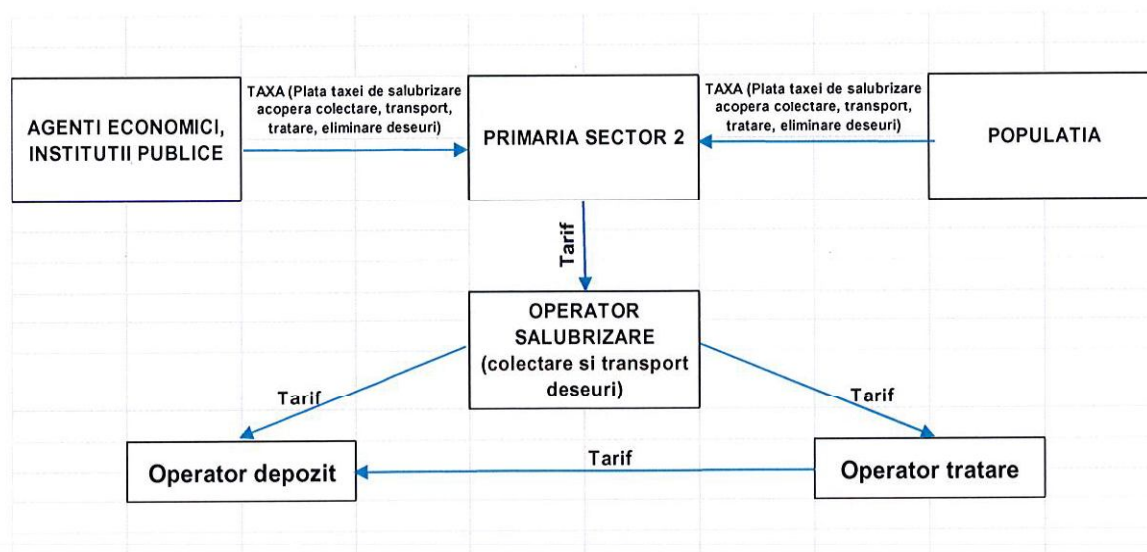 AGENTI ECONOMICI,
INSTITUTII PUBLICE
TAXA (Plata taxei de salubrizare
acopera colectare, transport,
tratare, eliminare deseuri)
PRIMARIA SECTOR 2
TAXA (Plata taxei de salubrizare
acopera colectare, transport,
tratare, eliminare deseuri)
POPULATIA
Tarif
OPERATOR
SALUBRIZARE
(colectare si transport
deseuri)
Tarif
Tarif
Operator depozit
Tarif
Operator tratare